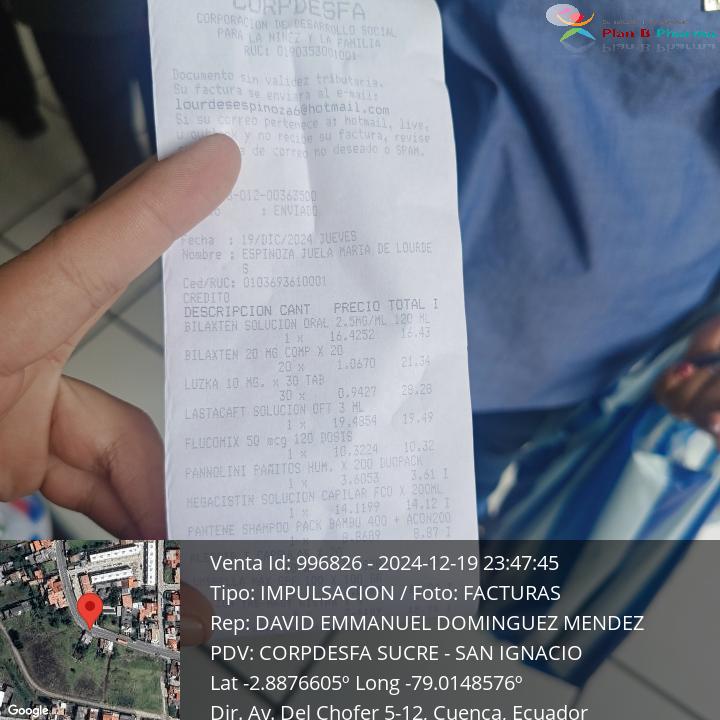 CORPDESFA
CORPORACION DE DESARROLLO SOCIAL
PARA LA NIÑEZ Y LA FAMILIA
RUC: 0190353001001
Documento sin validez tributaria.
Su factura se enviará al e-mail:
lourdesespinoza6@hotmail.com
Si su correo pertenece a: hotmail, live,
y no recibe su factura, revise
de correo no deseado o SPAM.
-012-00363500
: ENVIADO
Fecha : 19/DIC/2024 JUEVES
Nombre : ESPINOZA JUELA MARIA DE LOURDE
S
Ced/RUC: 0103693610001
CREDITO
DESCRIPCION CANT PRECIO TOTAL I
BILAXTEN SOLUCION ORAL 2.5MG/ML 120 ML
1 x 16.4252 16.43
BILAXTEN 20 MG COMP X 20
20 x 1.0670 21.34
LUZKA 10 MG. x 30 TAB
30 x 0.9427 28.28
LASTACAFT SOLUCION OFT 3 ML
1 x 19.4854 19.49
FLUCOMIX 50 mcg 120 DOSIS
1 x 10.3224 10.32
PANNOLINI PAÑITOS HUM. X 200 DUOPACK
1 x 3.6053 3.61 I
MEGACISTIN SOLUCION CAPILAR FCO X 200ML
1 x 14.1199 14.12 I
PANTENE SHAMPOO PACK BAMBU 400 + ACON200
8.87 I
Plan B Pharma
Venta Id: 996826 - 2024-12-19 23:47:45
Tipo: IMPULSACION / Foto: FACTURAS
Rep: DAVID EMMANUEL DOMINGUEZ MENDEZ
PDV: CORPDESFA SUCRE - SAN IGNACIO
Lat -2.8876605º Long -79.0148576º
Dir. Av. Del Chofer 5-12, Cuenca, Ecuador
Google